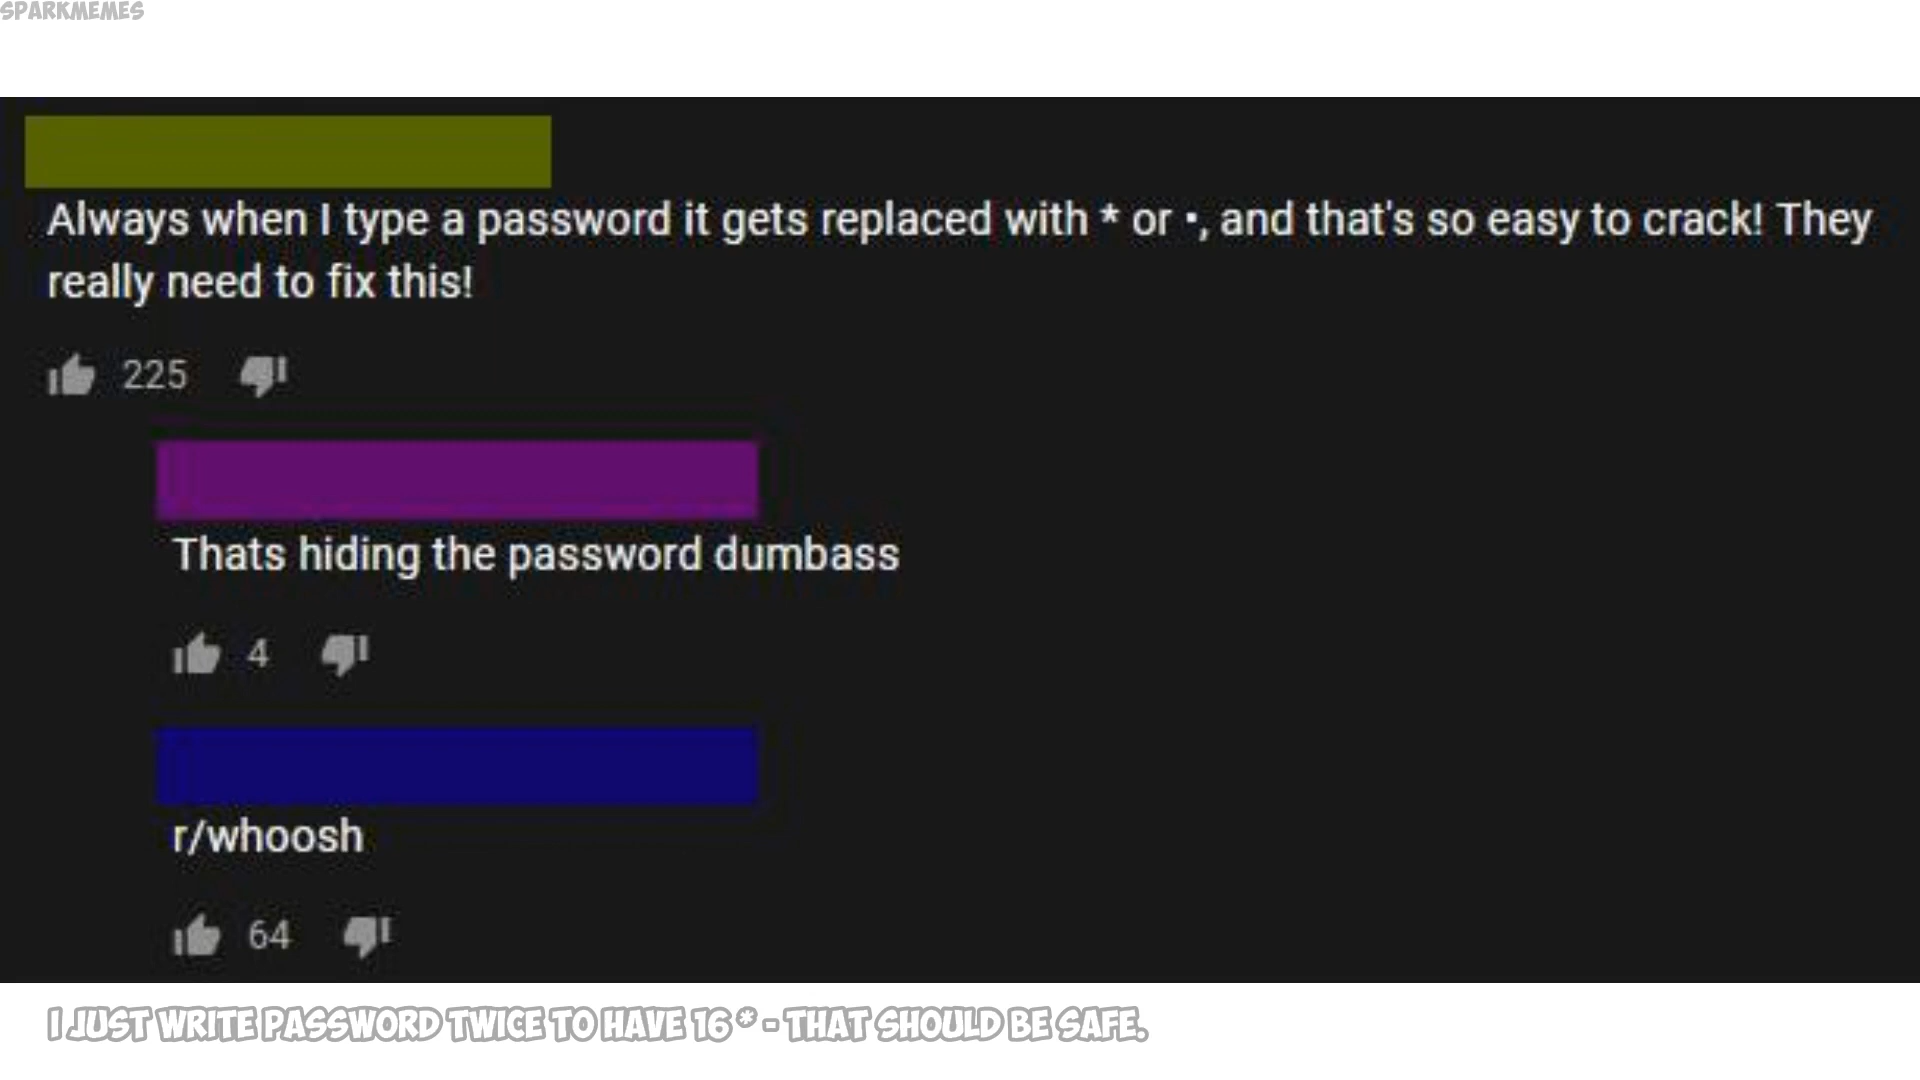 SPARKMEMES
Always when I type a password it gets replaced with * or •, and that's so easy to crack! They
really need to fix this!
225
Thats hiding the password dumbass
4
r/whoosh
64
I JUST WRITE PASSWORD TWICE TO HAVE 16 * - THAT SHOULD BE SAFE.